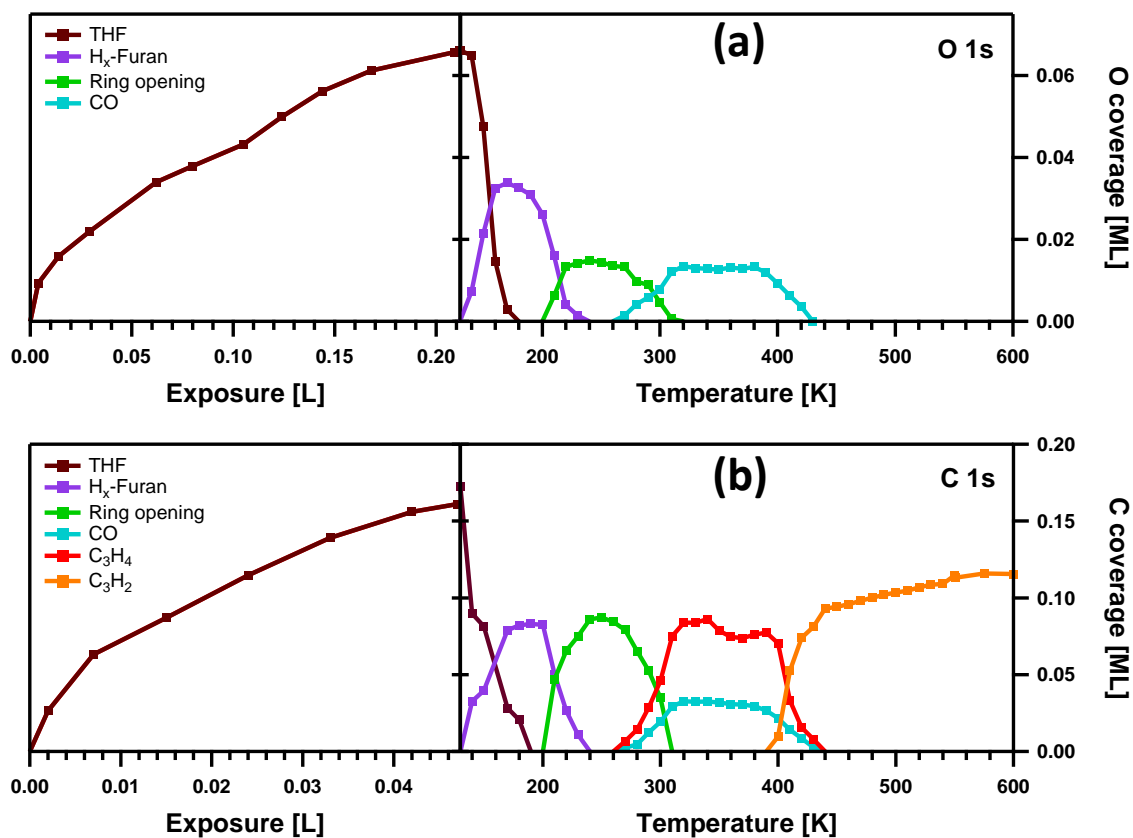 (a)
O 1s
THF
Hₓ-Furan
Ring opening
CO
0.06
0.04
0.02
0.00
O coverage [ML]
0.00 0.05 0.10 0.15 0.20 200 300 400 500 600
Exposure [L] Temperature [K]
(b)
C 1s
THF
Hₓ-Furan
Ring opening
CO
C₃H₄
C₃H₂
0.20
0.15
0.10
0.05
0.00
C coverage [ML]
0.00 0.01 0.02 0.03 0.04 200 300 400 500 600
Exposure [L] Temperature [K]